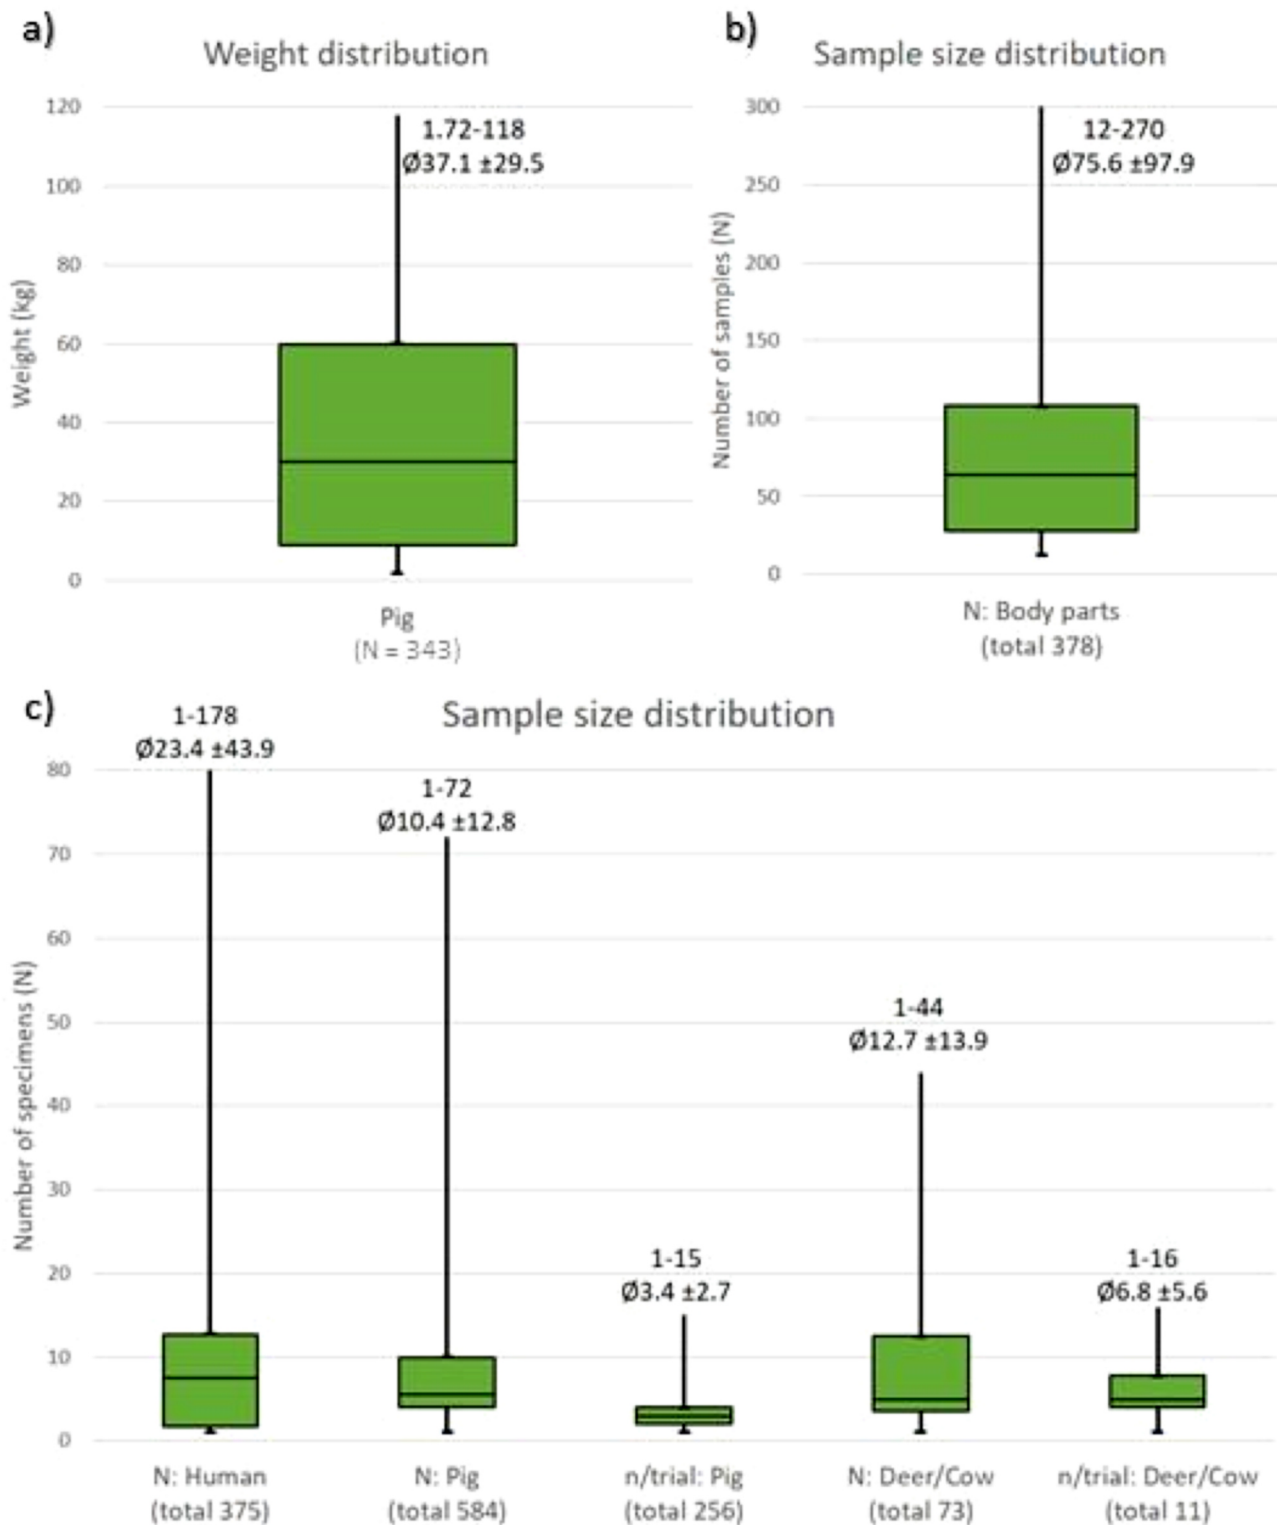 a)
Weight distribution
120
100
80
60
40
20
0
Weight (kg)
1.72-118
Ø37.1 ±29.5
Pig
(N = 343)
b)
Sample size distribution
300
250
200
150
100
50
0
Number of samples (N)
12-270
Ø75.6 ±97.9
N: Body parts
(total 378)
c)
Sample size distribution
80
70
60
50
40
30
20
10
0
Number of specimens (N)
1-178
Ø23.4 ±43.9
1-72
Ø10.4 ±12.8
1-15
Ø3.4 ±2.7
1-44
Ø12.7 ±13.9
1-16
Ø6.8 ±5.6
N: Human
(total 375)
N: Pig
(total 584)
n/trial: Pig
(total 256)
N: Deer/Cow
(total 73)
n/trial: Deer/Cow
(total 11)